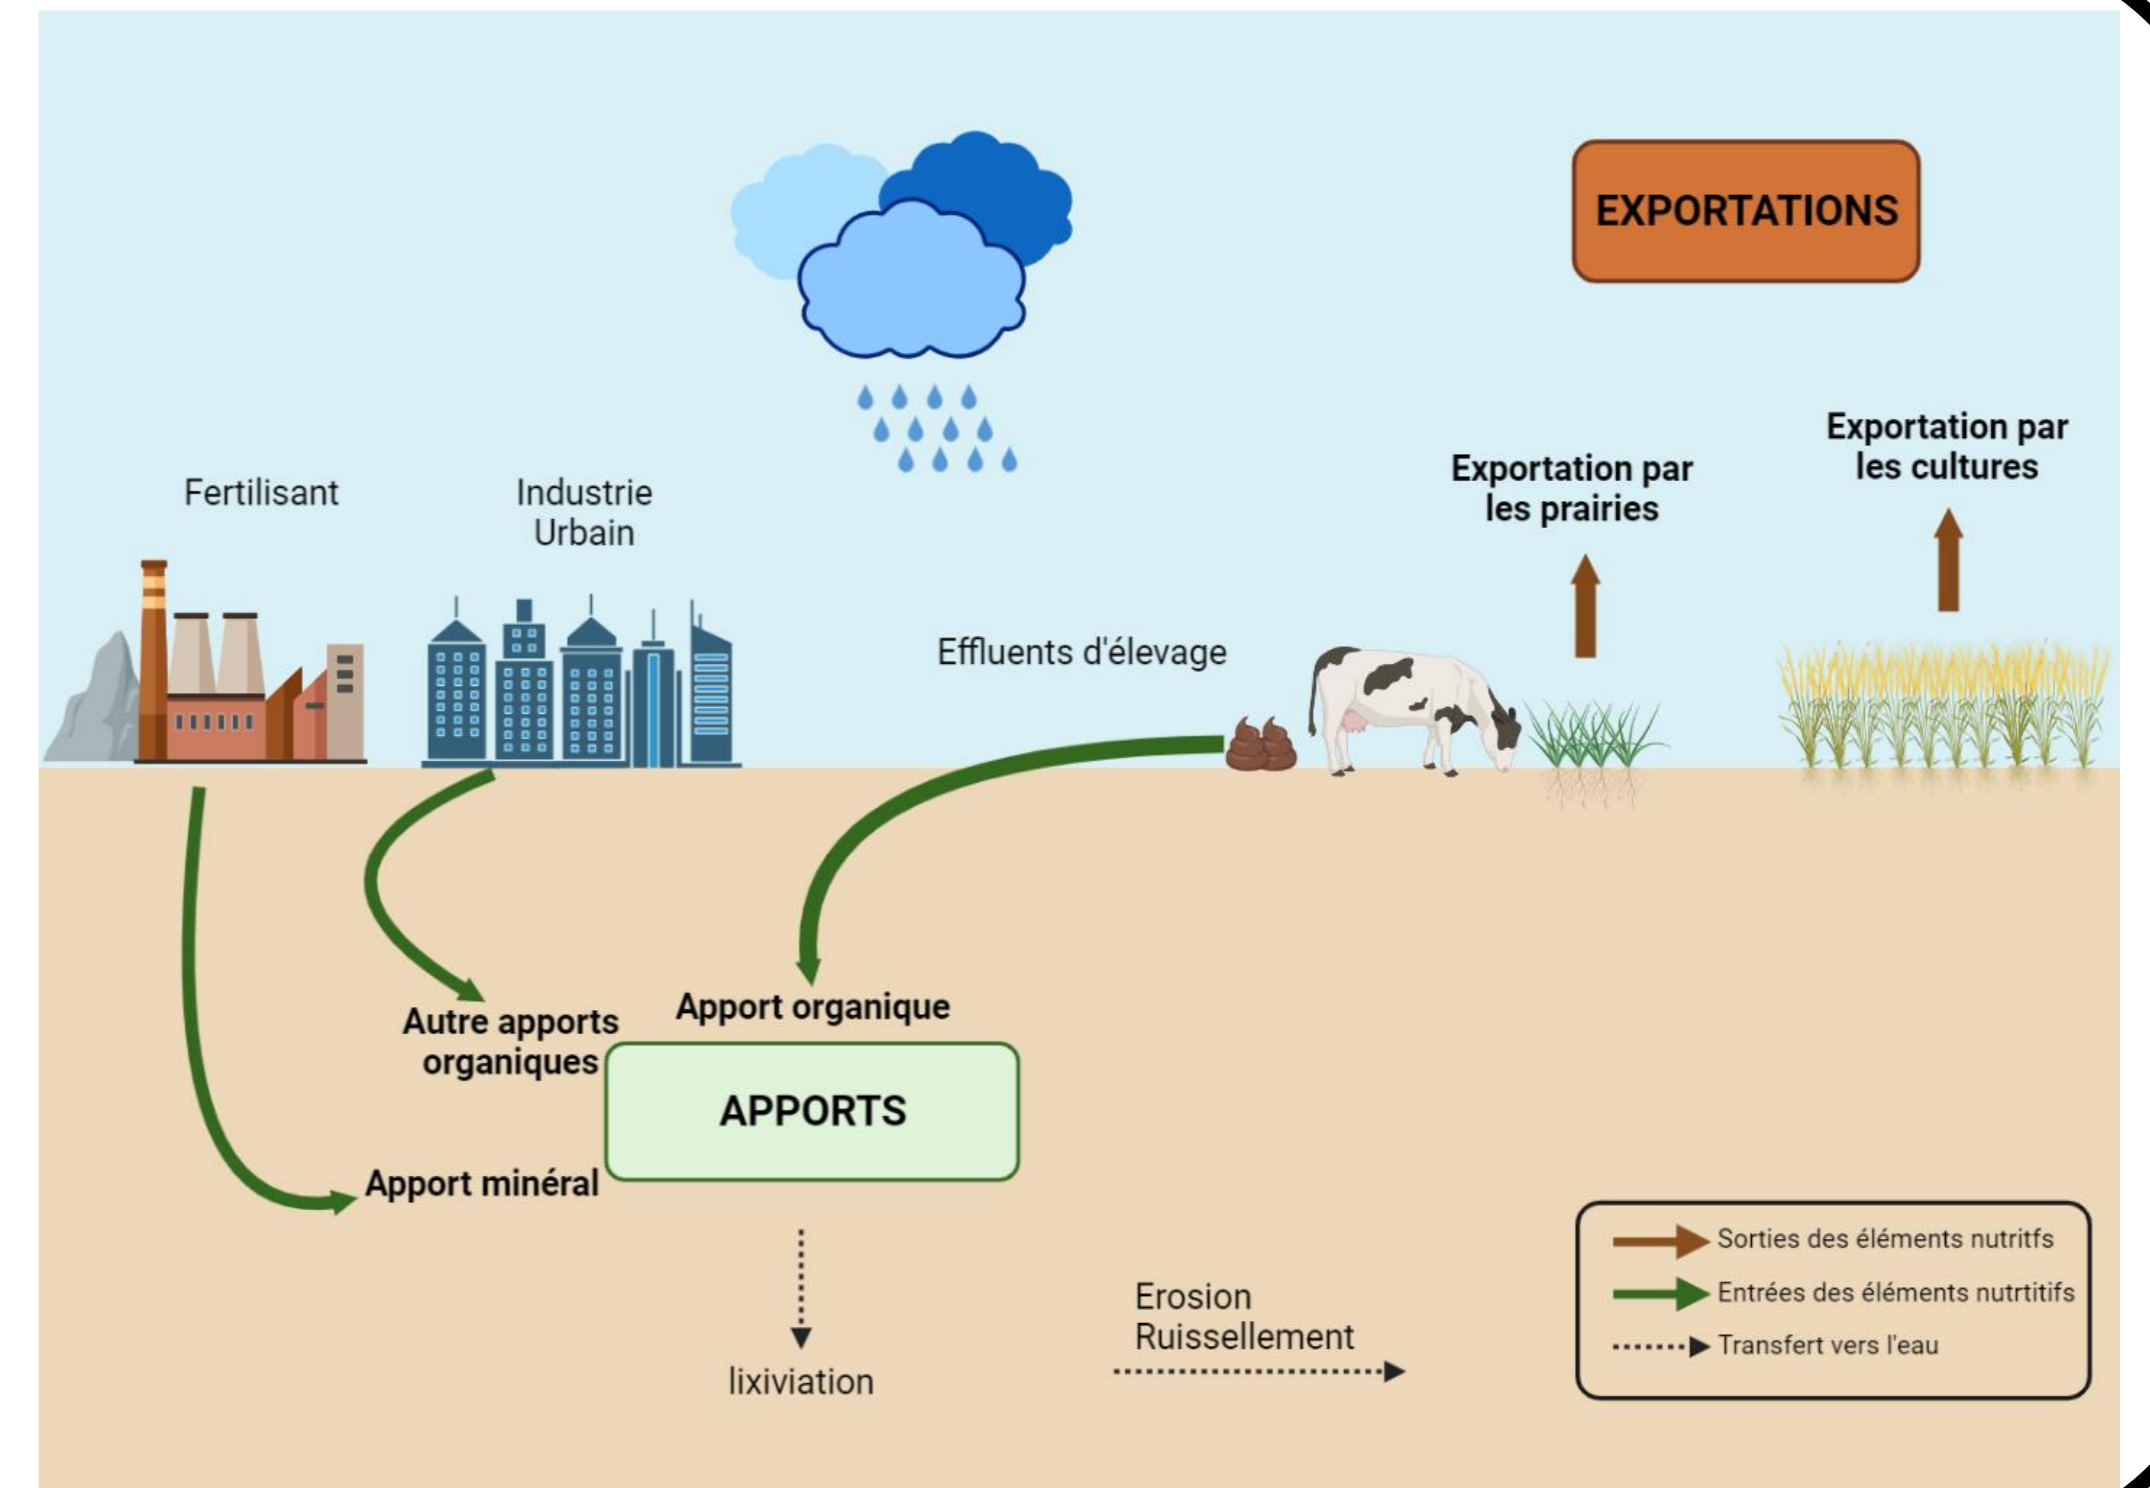 EXPORTATIONS
Exportation par
les cultures
Exportation par
les prairies
Fertilisant
Industrie
Urbain
Effluents d'élevage
Autre apports
organiques
Apport organique
APPORTS
Apport minéral
lixiviation
Erosion
Ruissellement
Sorties des éléments nutritfs
Entrées des éléments nutrtitifs
Transfert vers l'eau